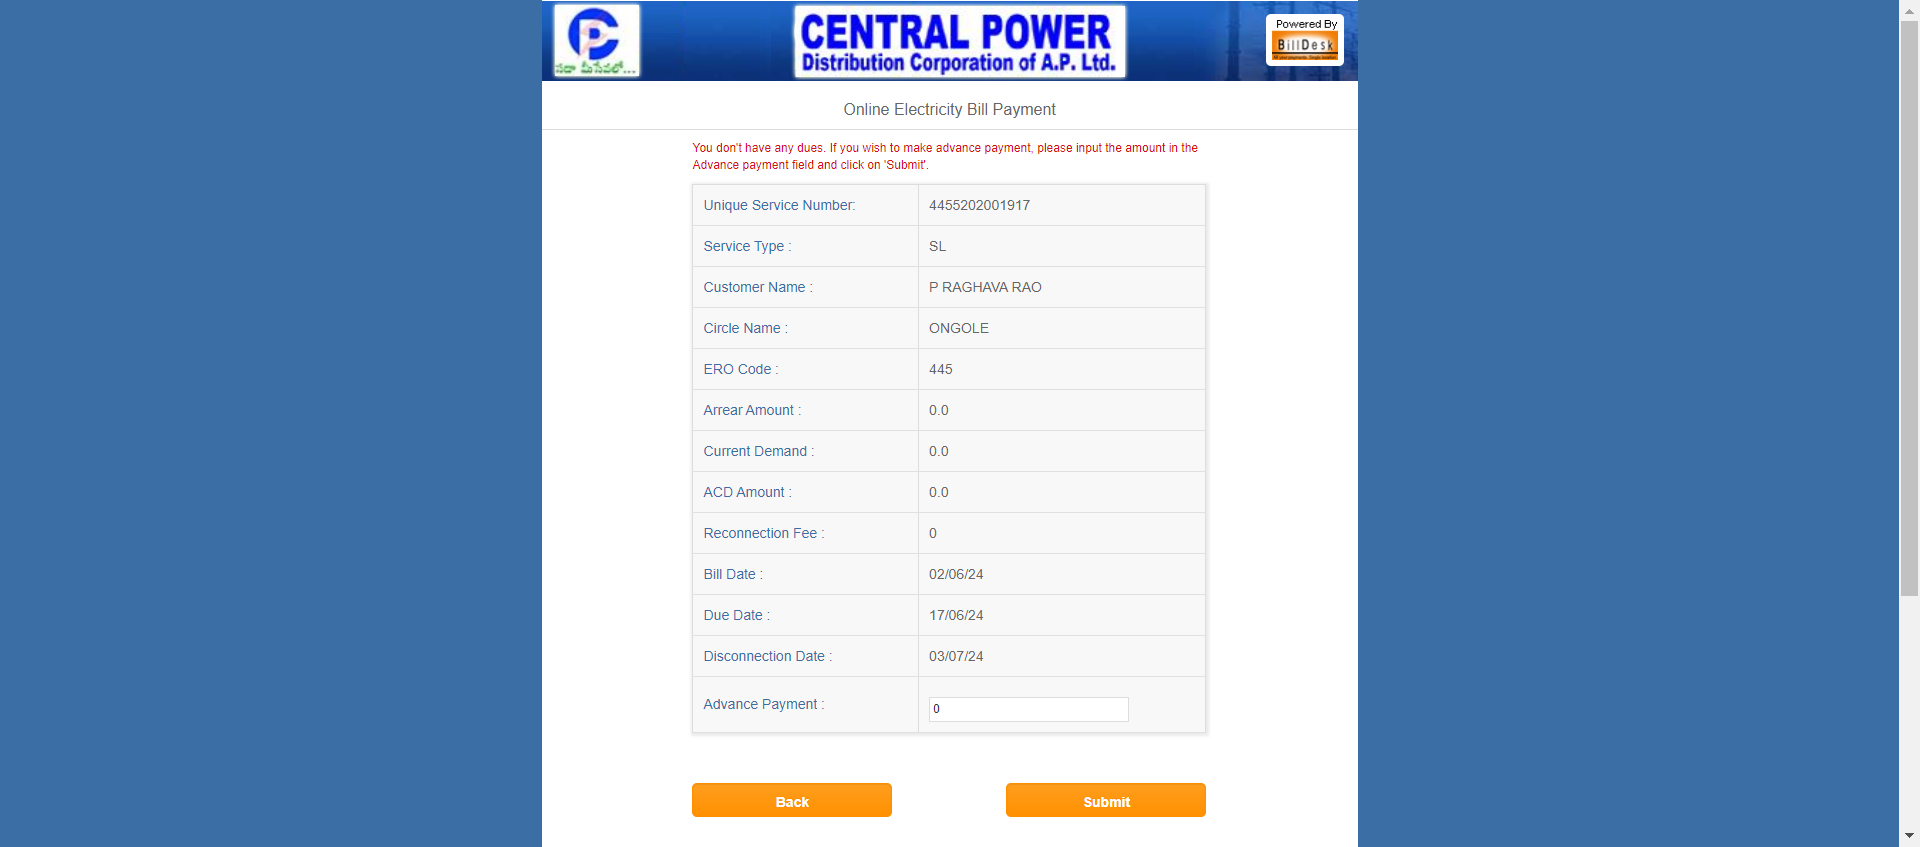 సదా మీసేవలో...
CENTRAL POWER
Distribution Corporation of A.P. Ltd.
Powered By
BillDesk
Online Electricity Bill Payment
You don't have any dues. If you wish to make advance payment, please input the amount in the
Advance payment field and click on 'Submit'.
Unique Service Number: 4455202001917
Service Type : SL
Customer Name : P RAGHAVA RAO
Circle Name : ONGOLE
ERO Code : 445
Arrear Amount : 0.0
Current Demand : 0.0
ACD Amount : 0.0
Reconnection Fee : 0
Bill Date : 02/06/24
Due Date : 17/06/24
Disconnection Date : 03/07/24
Advance Payment : 0
Back Submit